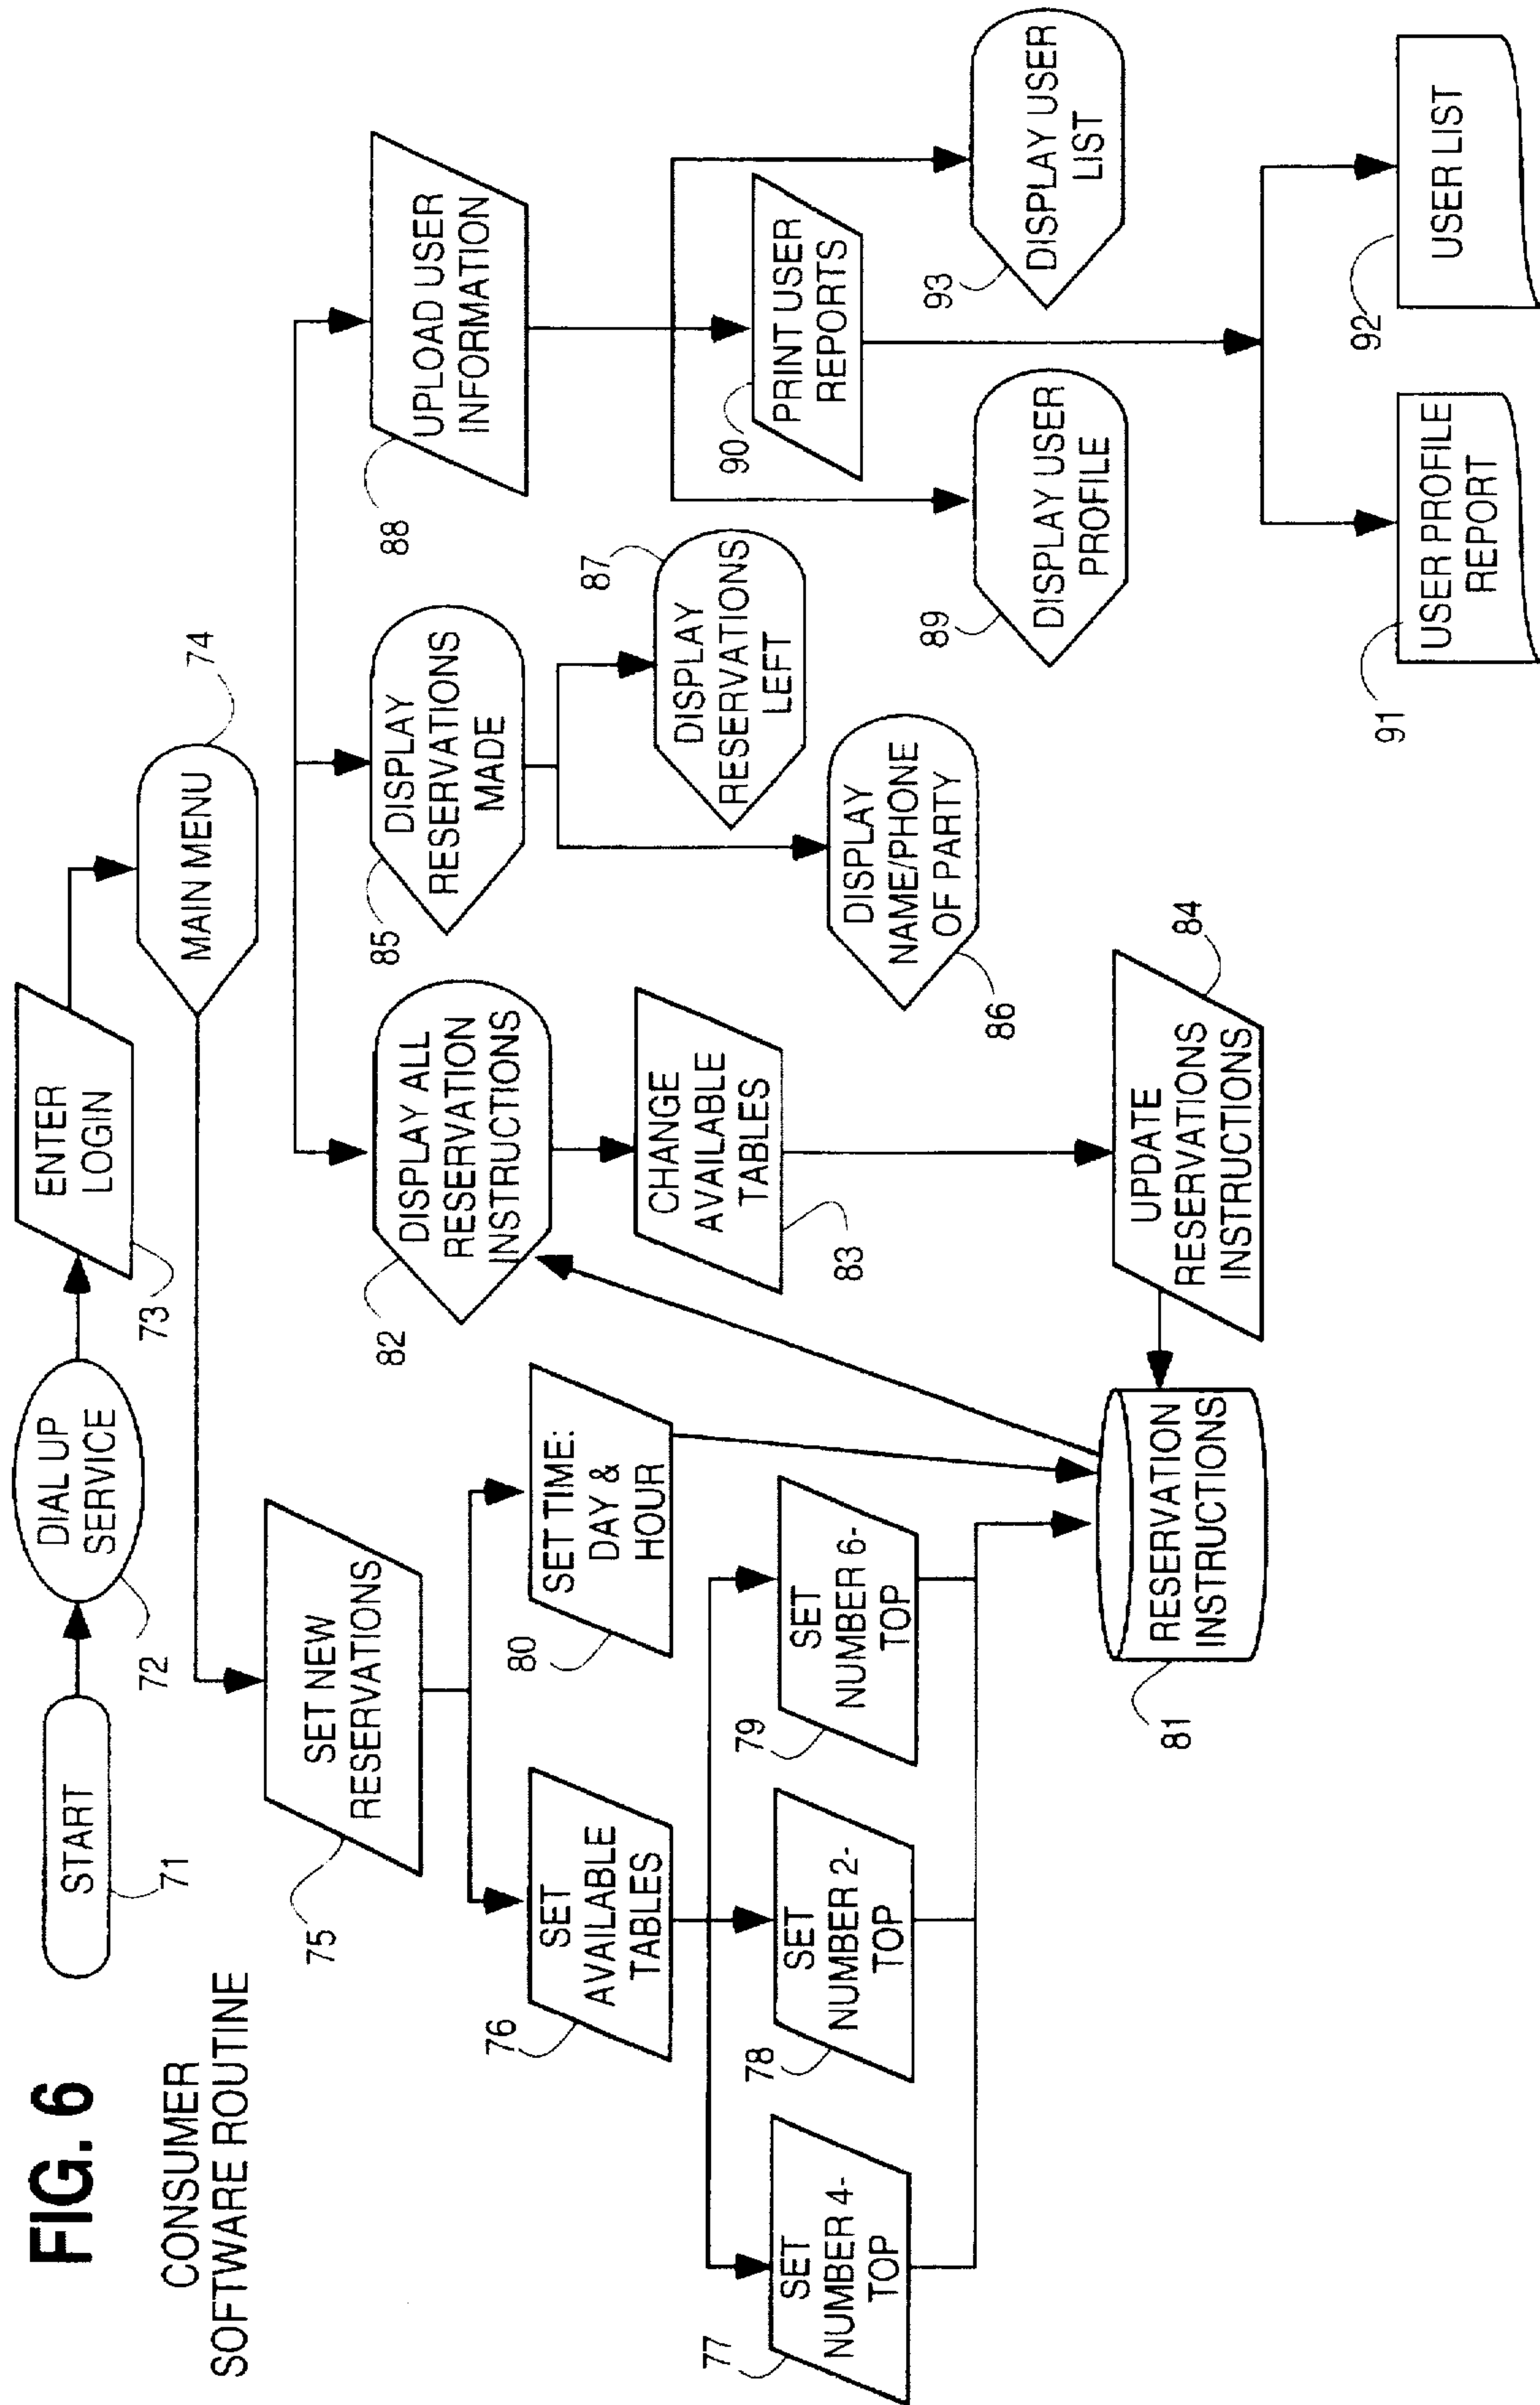 FIG. 6
CONSUMER
SOFTWARE ROUTINE
START
71
DIAL UP
SERVICE
72
ENTER
LOGIN
73
MAIN MENU
74
SET NEW
RESERVATIONS
75
SET
AVAILABLE
TABLES
76
SET TIME:
DAY &
HOUR
80
SET
NUMBER 4-
TOP
77
SET
NUMBER 2-
TOP
78
SET
NUMBER 6-
TOP
79
RESERVATION
INSTRUCTIONS
81
DISPLAY ALL
RESERVATION
INSTRUCTIONS
82
CHANGE
AVAILABLE
TABLES
83
UPDATE
RESERVATIONS
INSTRUCTIONS
84
DISPLAY
RESERVATIONS
MADE
85
DISPLAY
NAME/PHONE
OF PARTY
86
DISPLAY
RESERVATIONS
LEFT
87
UPLOAD USER
INFORMATION
88
DISPLAY USER
PROFILE
89
PRINT USER
REPORTS
90
DISPLAY USER
LIST
93
USER PROFILE
REPORT
91
USER LIST
92